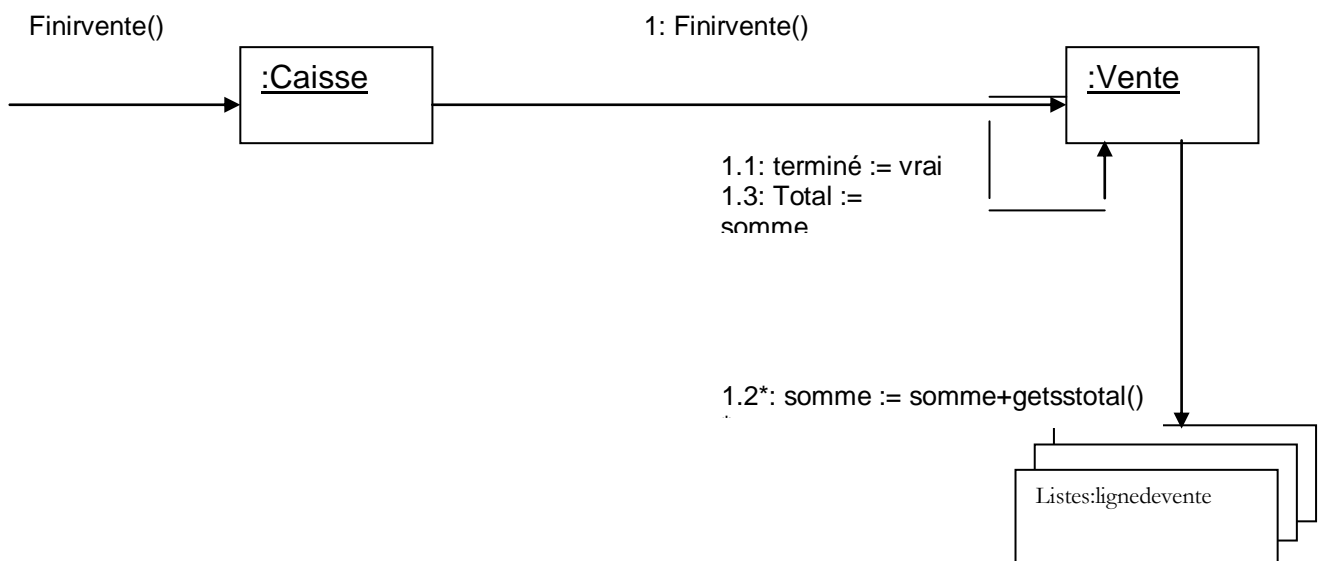 Finirvente()
1: Finirvente()
:Caisse
:Vente
1.1: terminé := vrai
1.3: Total :=
somme
1.2*: somme := somme+getsstotal()
Listes:lignedevente